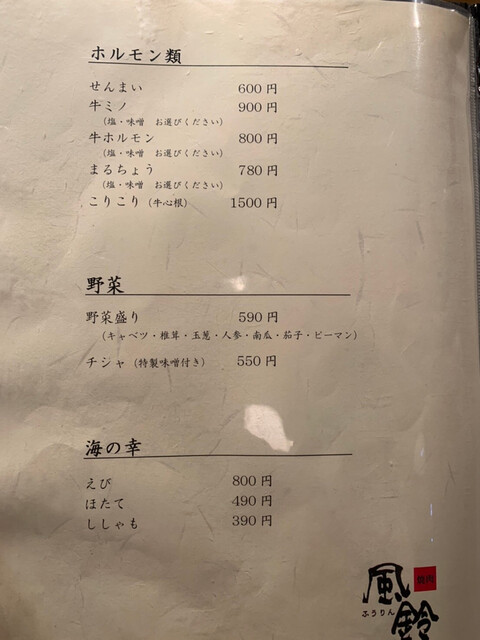 ホルモン類
せんまい 600円
牛ミノ 900円
（塩・味噌 お選びください）
牛ホルモン 800円
（塩・味噌 お選びください）
まるちょう 780円
（塩・味噌 お選びください）
こりこり（牛心根） 1500円
野菜
野菜盛り 590円
（キャベツ・椎茸・玉葱・人参・南瓜・茄子・ピーマン）
チジャ（特製味噌付き） 550円
海の幸
えび 800円
ほたて 490円
ししゃも 390円
焼肉
風鈴
ふうりん